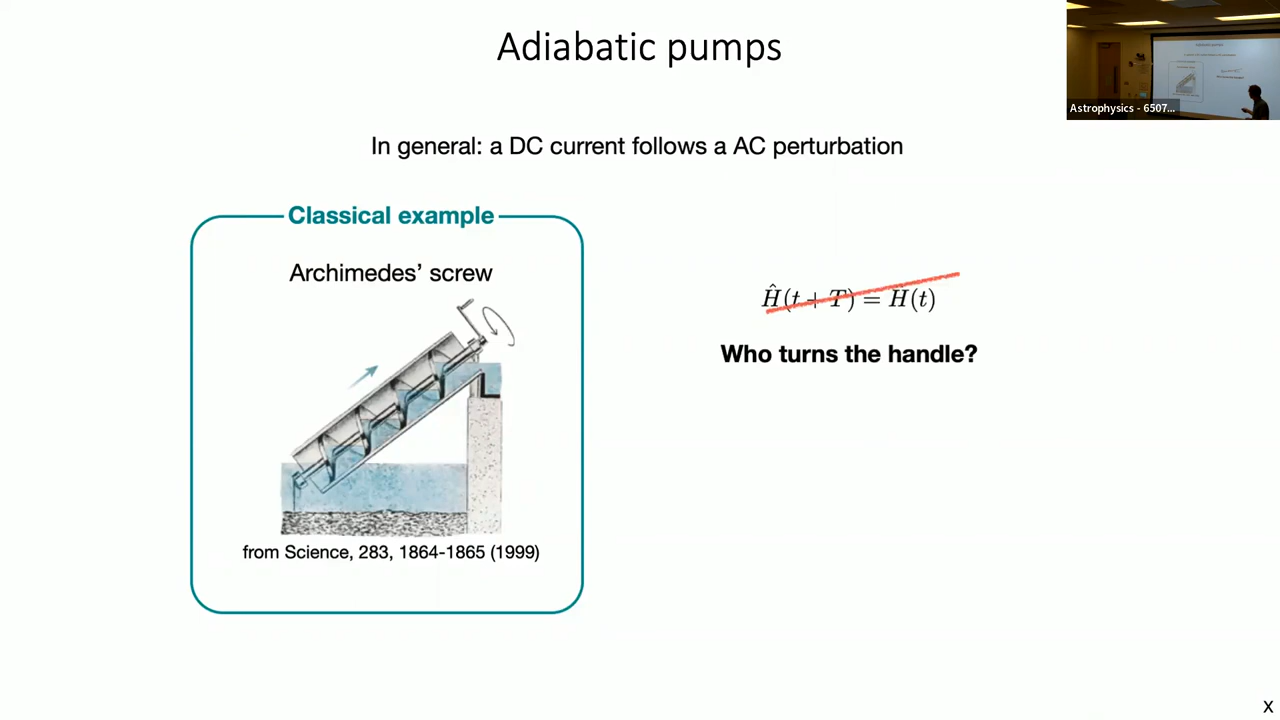 Adiabatic pumps
Astrophysics - 6507...
In general: a DC current follows a AC perturbation
Classical example
Archimedes’ screw
from Science, 283, 1864-1865 (1999)
Ĥ(t + T) = H(t)
Who turns the handle?
x